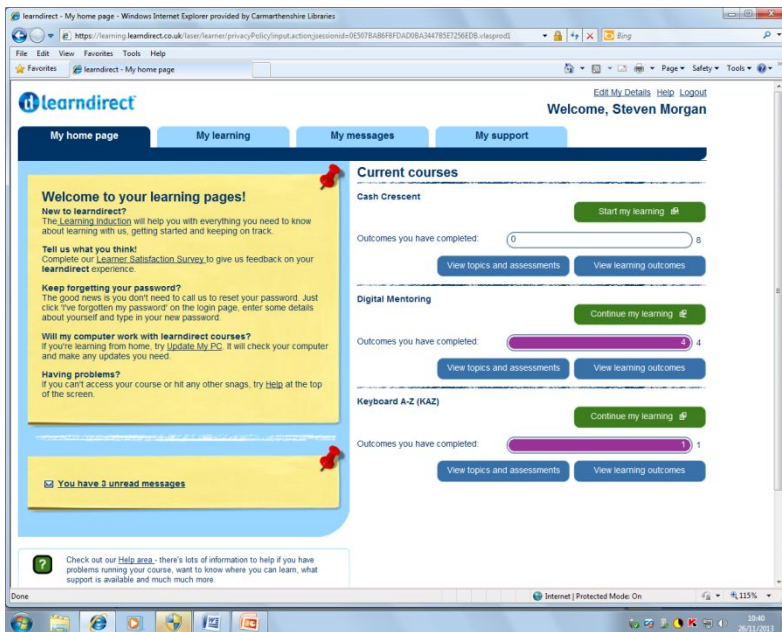 learndirect - My home page - Windows Internet Explorer provided by Carmarthenshire Libraries
https://learning.learndirect.co.uk/laser/learner/privacyPolicy!input.action;jsessionid=
Bing
File Edit View Favorites Tools Help
Favorites learndirect - My home page
Page Safety Tools
learndirect
Edit My Details Help Logout
Welcome, Steven Morgan
My home page My learning My messages My support
Welcome to your learning pages!
New to learndirect?
The Learning Induction will help you with everything you need to know
about learning with us, getting started and keeping on track.
Tell us what you think!
Complete our Learner Satisfaction Survey to give us feedback on your
learndirect experience.
Keep forgetting your password?
The good news is you don't need to call us to reset your password. Just
click 'I've forgotten my password' on the login page, enter some details
about yourself and type in your new password.
Will my computer work with learndirect courses?
If you're learning from home, try Update My PC. It will check your computer
and make any updates you need.
Having problems?
If you can't access your course or hit any other snags, try Help at the top
of the screen.
You have 3 unread messages
? Check out our Help area - there's lots of information to help if you have
problems running your course, want to know where you can learn, what
support is available and much much more.
Current courses
Cash Crescent
Start my learning
Outcomes you have completed: 0 8
View topics and assessments View learning outcomes
Digital Mentoring
Continue my learning
Outcomes you have completed: 4 4
View topics and assessments View learning outcomes
Keyboard A-Z (KAZ)
Continue my learning
Outcomes you have completed: 1 1
View topics and assessments View learning outcomes
Done Internet | Protected Mode: On 115%
10:40
26/11/2013